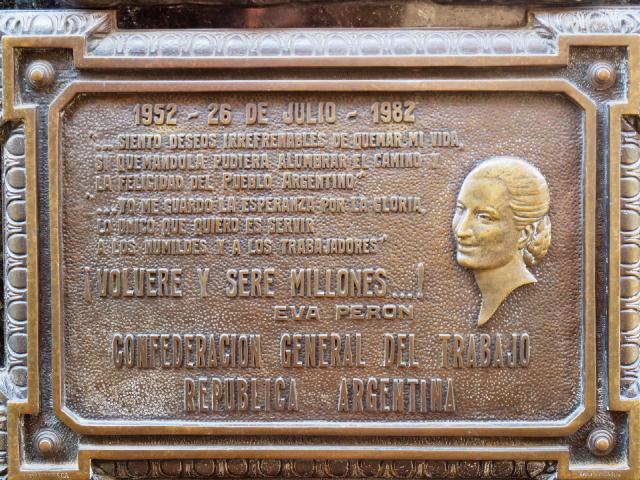 1952 - 26 DE JULIO - 1982
"...SIENTO DESEOS IRREFRENABLES DE QUEMAR MI VIDA,
SI QUEMANDOLA PUDIERA ALUMBRAR EL CAMINO Y
LA FELICIDAD DEL PUEBLO ARGENTINO"
"...YO ME GUARDO LA ESPERANZA POR LA GLORIA,
LO UNICO QUE QUIERO ES SERVIR
A LOS HUMILDES Y A LOS TRABAJADORES"
¡VOLVERE Y SERE MILLONES...!
EVA PERON
CONFEDERACION GENERAL DEL TRABAJO
REPUBLICA ARGENTINA